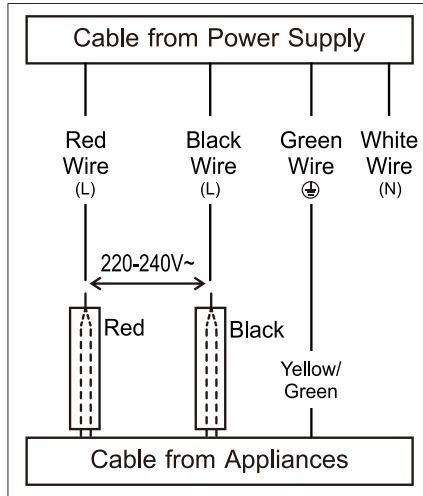 Cable from Power Supply
Red
Wire
(L)
Black
Wire
(L)
Green
Wire
White
Wire
(N)
220-240V~
Red
Black
Yellow/
Green
Cable from Appliances